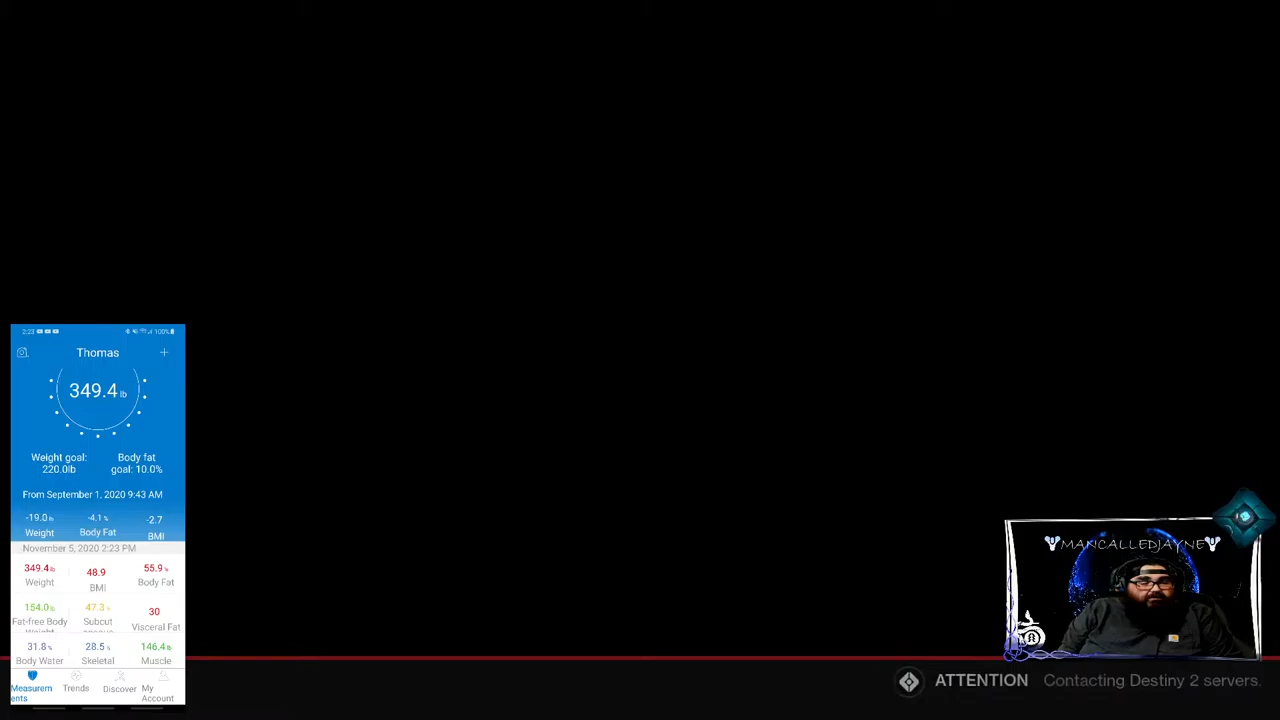 2:23
100%
Thomas
+
349.4 lb
Weight goal:
220.0lb
Body fat
goal: 10.0%
From September 1, 2020 9:43 AM
-19.0 lb
Weight
-4.1 %
Body Fat
-2.7
BMI
November 5, 2020 2:23 PM
349.4 lb
Weight
48.9
BMI
55.9 %
Body Fat
154.0 lb
Fat-free Body
Weight
47.3 %
Subcut
30
Visceral Fat
31.8 %
Body Water
28.5 %
Skeletal
146.4 lb
Muscle
Measurem
ents
Trends
Discover
My
Account
MANCALLEDJAYNE
ATTENTION Contacting Destiny 2 servers.